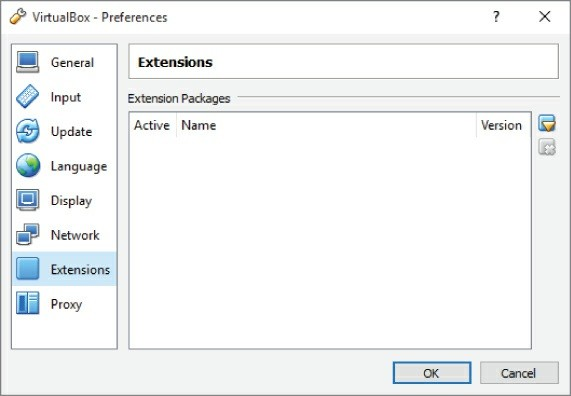 VirtualBox - Preferences
General
Input
Update
Language
Display
Network
Extensions
Proxy
Extensions
Extension Packages
Active Name Version
OK Cancel